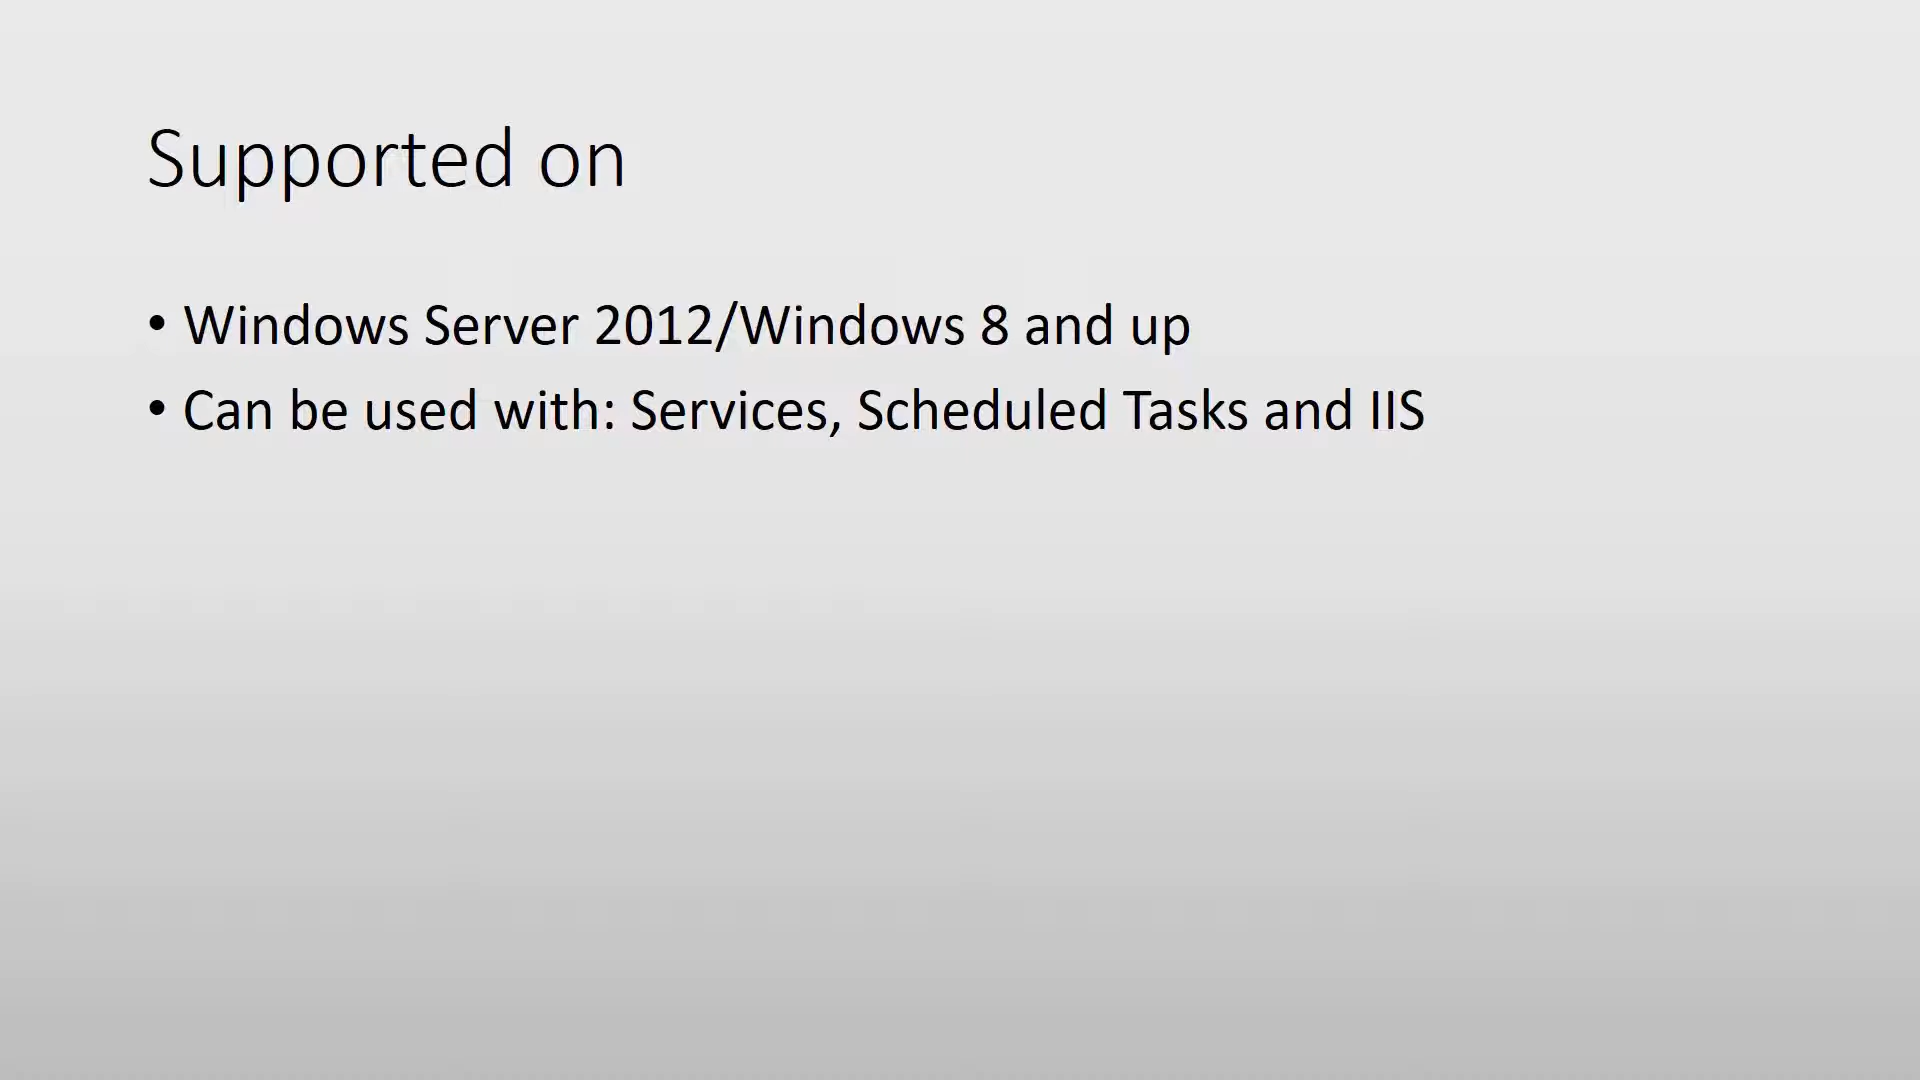 Supported on
• Windows Server 2012/Windows 8 and up
• Can be used with: Services, Scheduled Tasks and IIS